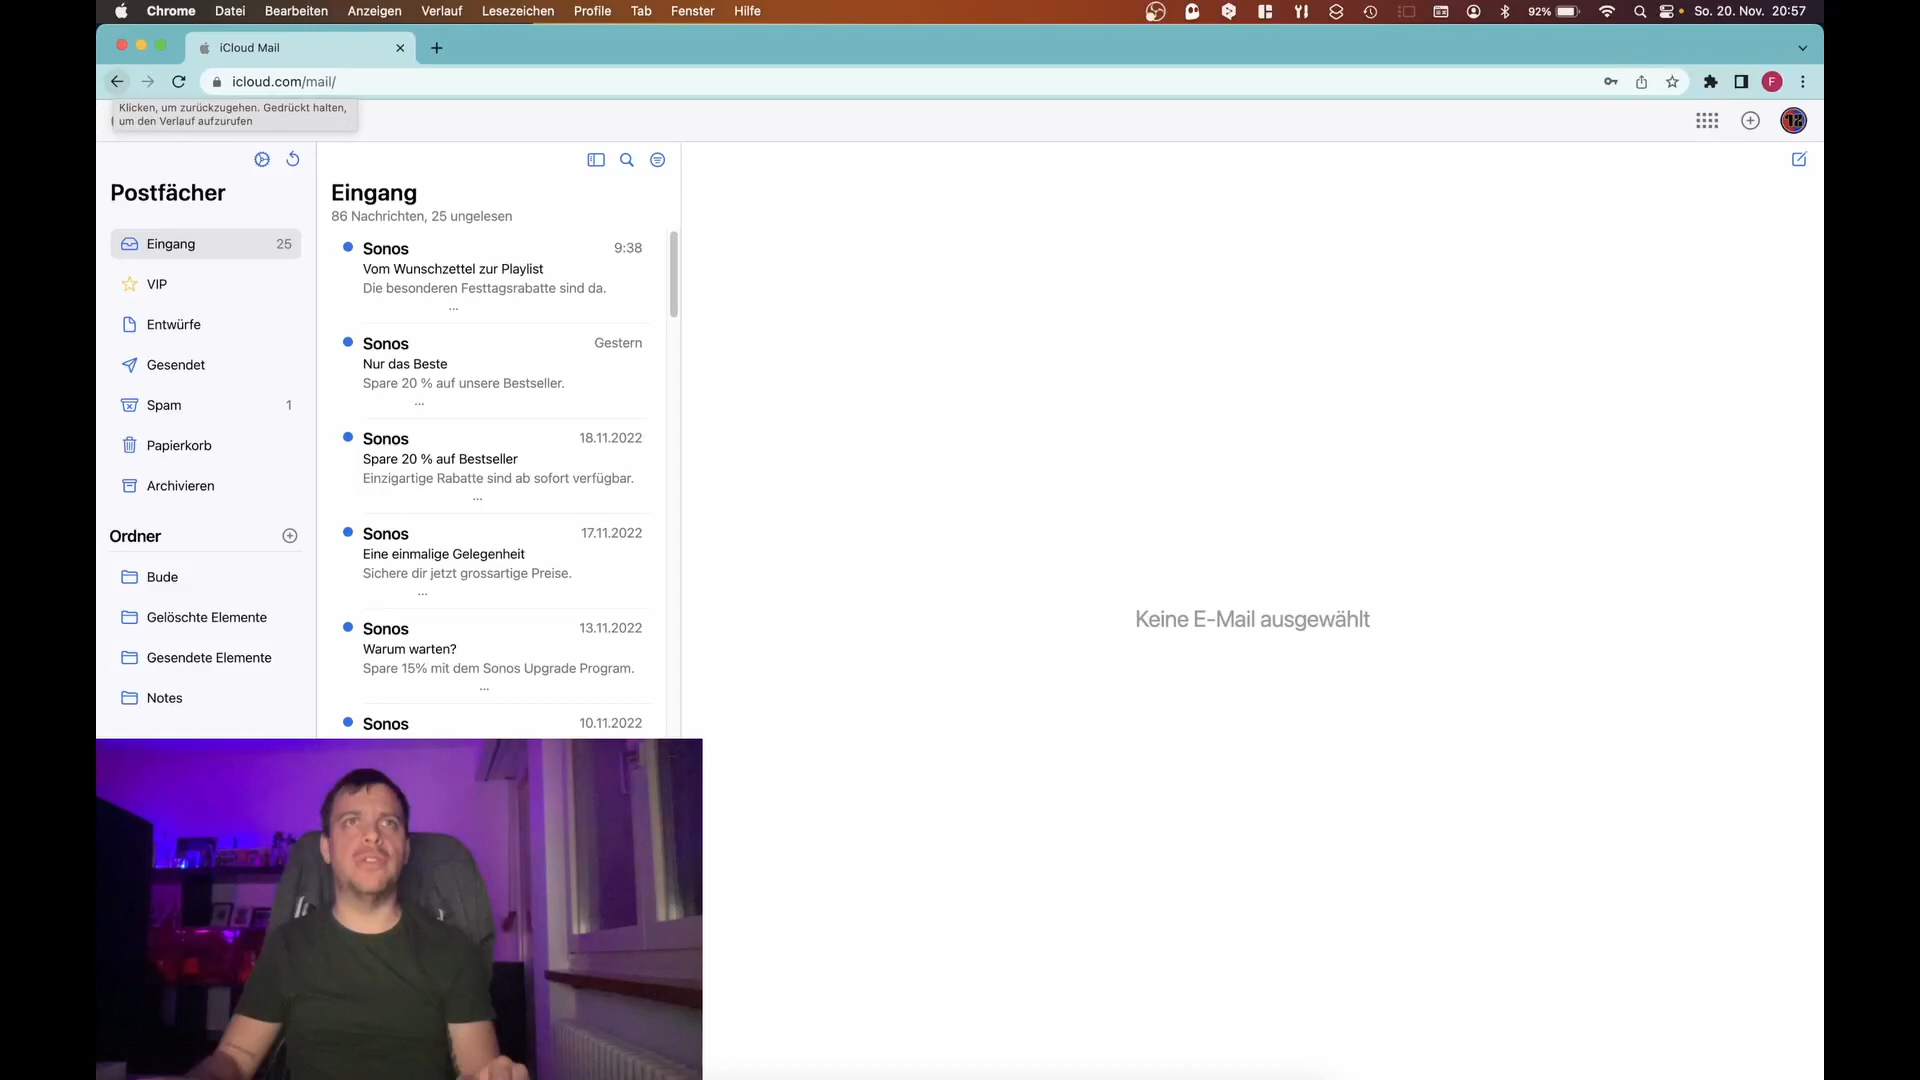 Chrome Datei Bearbeiten Anzeigen Verlauf Lesezeichen Profile Tab Fenster Hilfe 92% So. 20. Nov. 20:57
iCloud Mail
icloud.com/mail/
F
Klicken, um zurückzugehen. Gedrückt halten,
um den Verlauf aufzurufen
Postfächer
Eingang 25
VIP
Entwürfe
Gesendet
Spam 1
Papierkorb
Archivieren
Ordner
Bude
Gelöschte Elemente
Gesendete Elemente
Notes
Eingang
86 Nachrichten, 25 ungelesen
Sonos 9:38
Vom Wunschzettel zur Playlist
Die besonderen Festtagsrabatte sind da.
...
Sonos Gestern
Nur das Beste
Spare 20 % auf unsere Bestseller.
...
Sonos 18.11.2022
Spare 20 % auf Bestseller
Einzigartige Rabatte sind ab sofort verfügbar.
...
Sonos 17.11.2022
Eine einmalige Gelegenheit
Sichere dir jetzt grossartige Preise.
...
Sonos 13.11.2022
Warum warten?
Spare 15% mit dem Sonos Upgrade Program.
...
Sonos 10.11.2022
Keine E-Mail ausgewählt